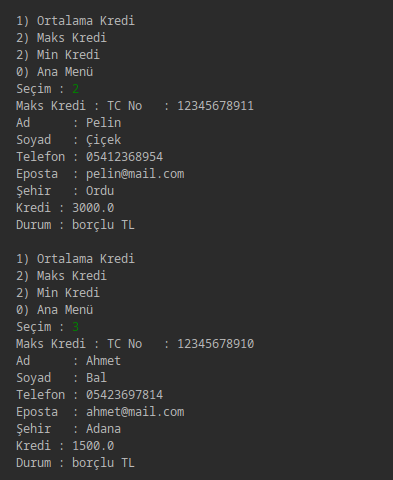 1) Ortalama Kredi
2) Maks Kredi
2) Min Kredi
0) Ana Menü
Seçim : 2
Maks Kredi : TC No   : 12345678911
Ad      : Pelin
Soyad   : Çiçek
Telefon : 05412368954
Eposta  : pelin@mail.com
Şehir   : Ordu
Kredi : 3000.0
Durum : borçlu TL

1) Ortalama Kredi
2) Maks Kredi
2) Min Kredi
0) Ana Menü
Seçim : 3
Maks Kredi : TC No   : 12345678910
Ad      : Ahmet
Soyad   : Bal
Telefon : 05423697814
Eposta  : ahmet@mail.com
Şehir   : Adana
Kredi : 1500.0
Durum : borçlu TL